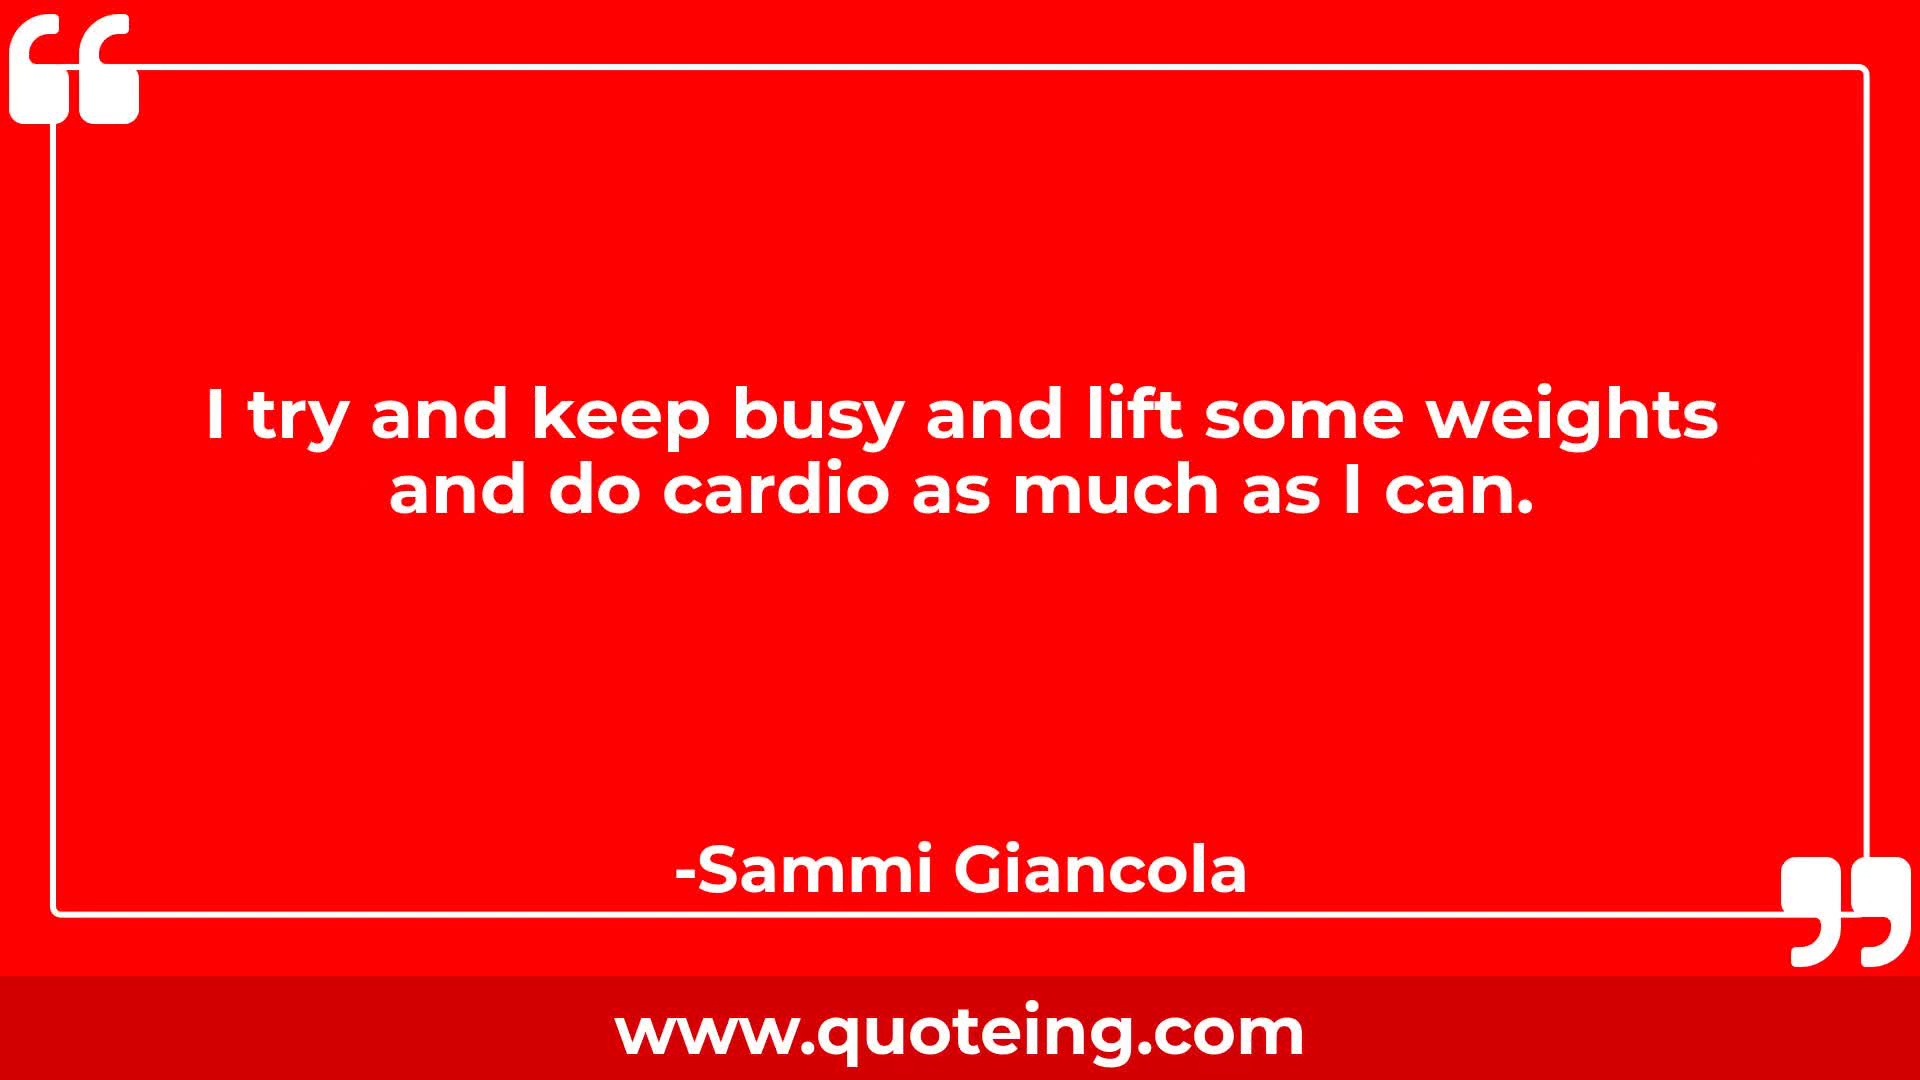 I try and keep busy and lift some weights
and do cardio as much as I can.
-Sammi Giancola
www.quoteing.com